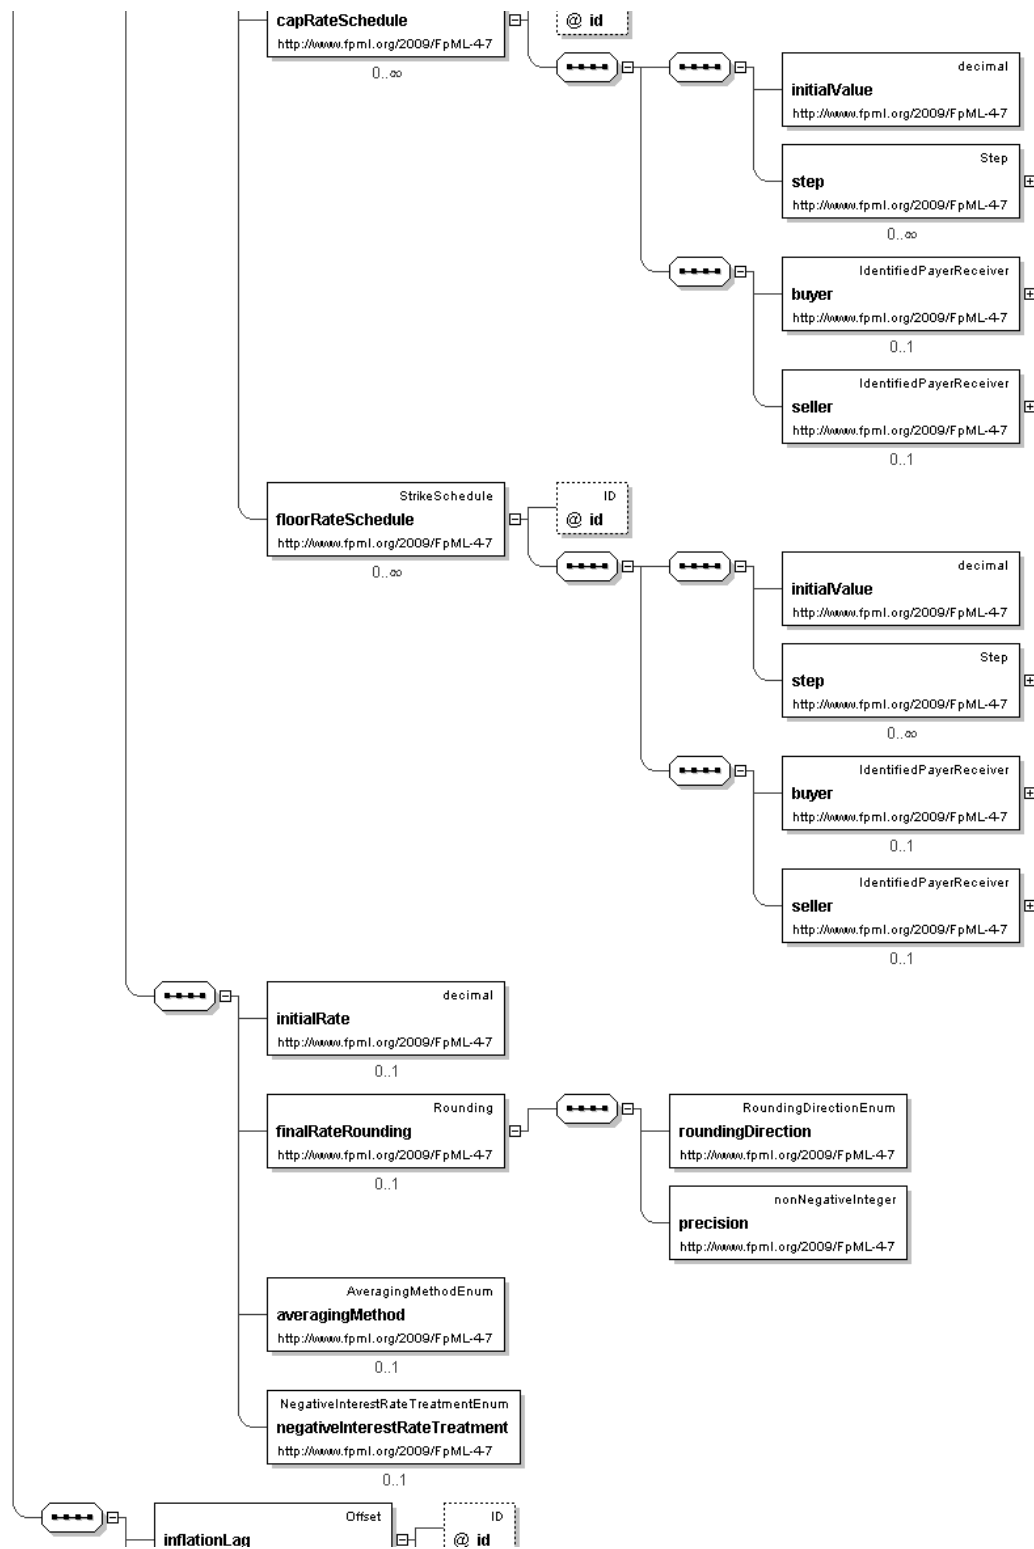 capRateSchedule
http://www.fpml.org/2009/FpML-4-7
0..∞
@ id
decimal
initialValue
http://www.fpml.org/2009/FpML-4-7
Step
step
http://www.fpml.org/2009/FpML-4-7
0..∞
IdentifiedPayerReceiver
buyer
http://www.fpml.org/2009/FpML-4-7
0..1
IdentifiedPayerReceiver
seller
http://www.fpml.org/2009/FpML-4-7
0..1
StrikeSchedule
floorRateSchedule
http://www.fpml.org/2009/FpML-4-7
0..∞
ID
@ id
decimal
initialValue
http://www.fpml.org/2009/FpML-4-7
Step
step
http://www.fpml.org/2009/FpML-4-7
0..∞
IdentifiedPayerReceiver
buyer
http://www.fpml.org/2009/FpML-4-7
0..1
IdentifiedPayerReceiver
seller
http://www.fpml.org/2009/FpML-4-7
0..1
decimal
initialRate
http://www.fpml.org/2009/FpML-4-7
0..1
Rounding
finalRateRounding
http://www.fpml.org/2009/FpML-4-7
0..1
RoundingDirectionEnum
roundingDirection
http://www.fpml.org/2009/FpML-4-7
nonNegativeInteger
precision
http://www.fpml.org/2009/FpML-4-7
AveragingMethodEnum
averagingMethod
http://www.fpml.org/2009/FpML-4-7
0..1
NegativeInterestRateTreatmentEnum
negativeInterestRateTreatment
http://www.fpml.org/2009/FpML-4-7
0..1
Offset
inflationLag
ID
@ id